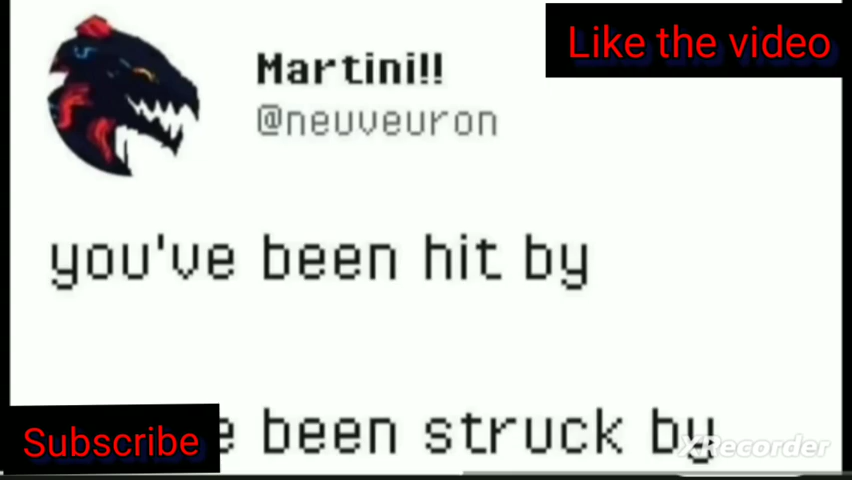 Like the video
Martini!!
@neuveuron
you've been hit by
e been struck by
Subscribe
XRecorder